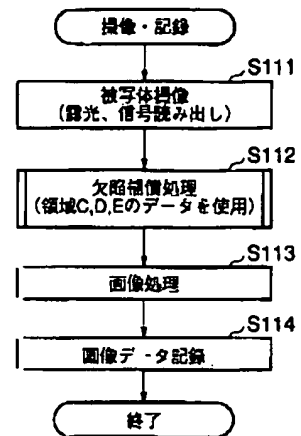 撮像・記録
S111
被写体撮像
(露光、信号読み出し)
S112
欠陥補償処理
(領域C,D,Eのデータを使用)
S113
画像処理
S114
画像データ記録
終了